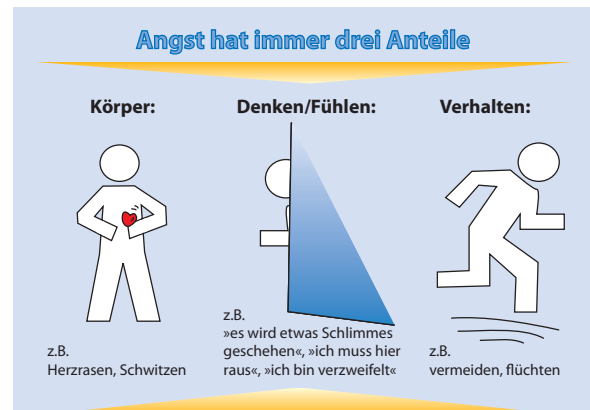 Angst hat immer drei Anteile
Körper:
z.B.
Herzrasen, Schwitzen
Denken/Fühlen:
z.B.
»es wird etwas Schlimmes
geschehen«, »ich muss hier
raus«, »ich bin verzweifelt«
Verhalten:
z.B.
vermeiden, flüchten